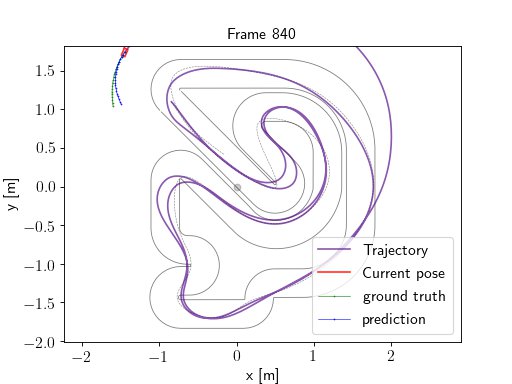 Frame 840
y [m]
1.5
1.0
0.5
0.0
−0.5
−1.0
−1.5
−2.0
Trajectory
Current pose
ground truth
prediction
−2 −1 0 1 2
x [m]